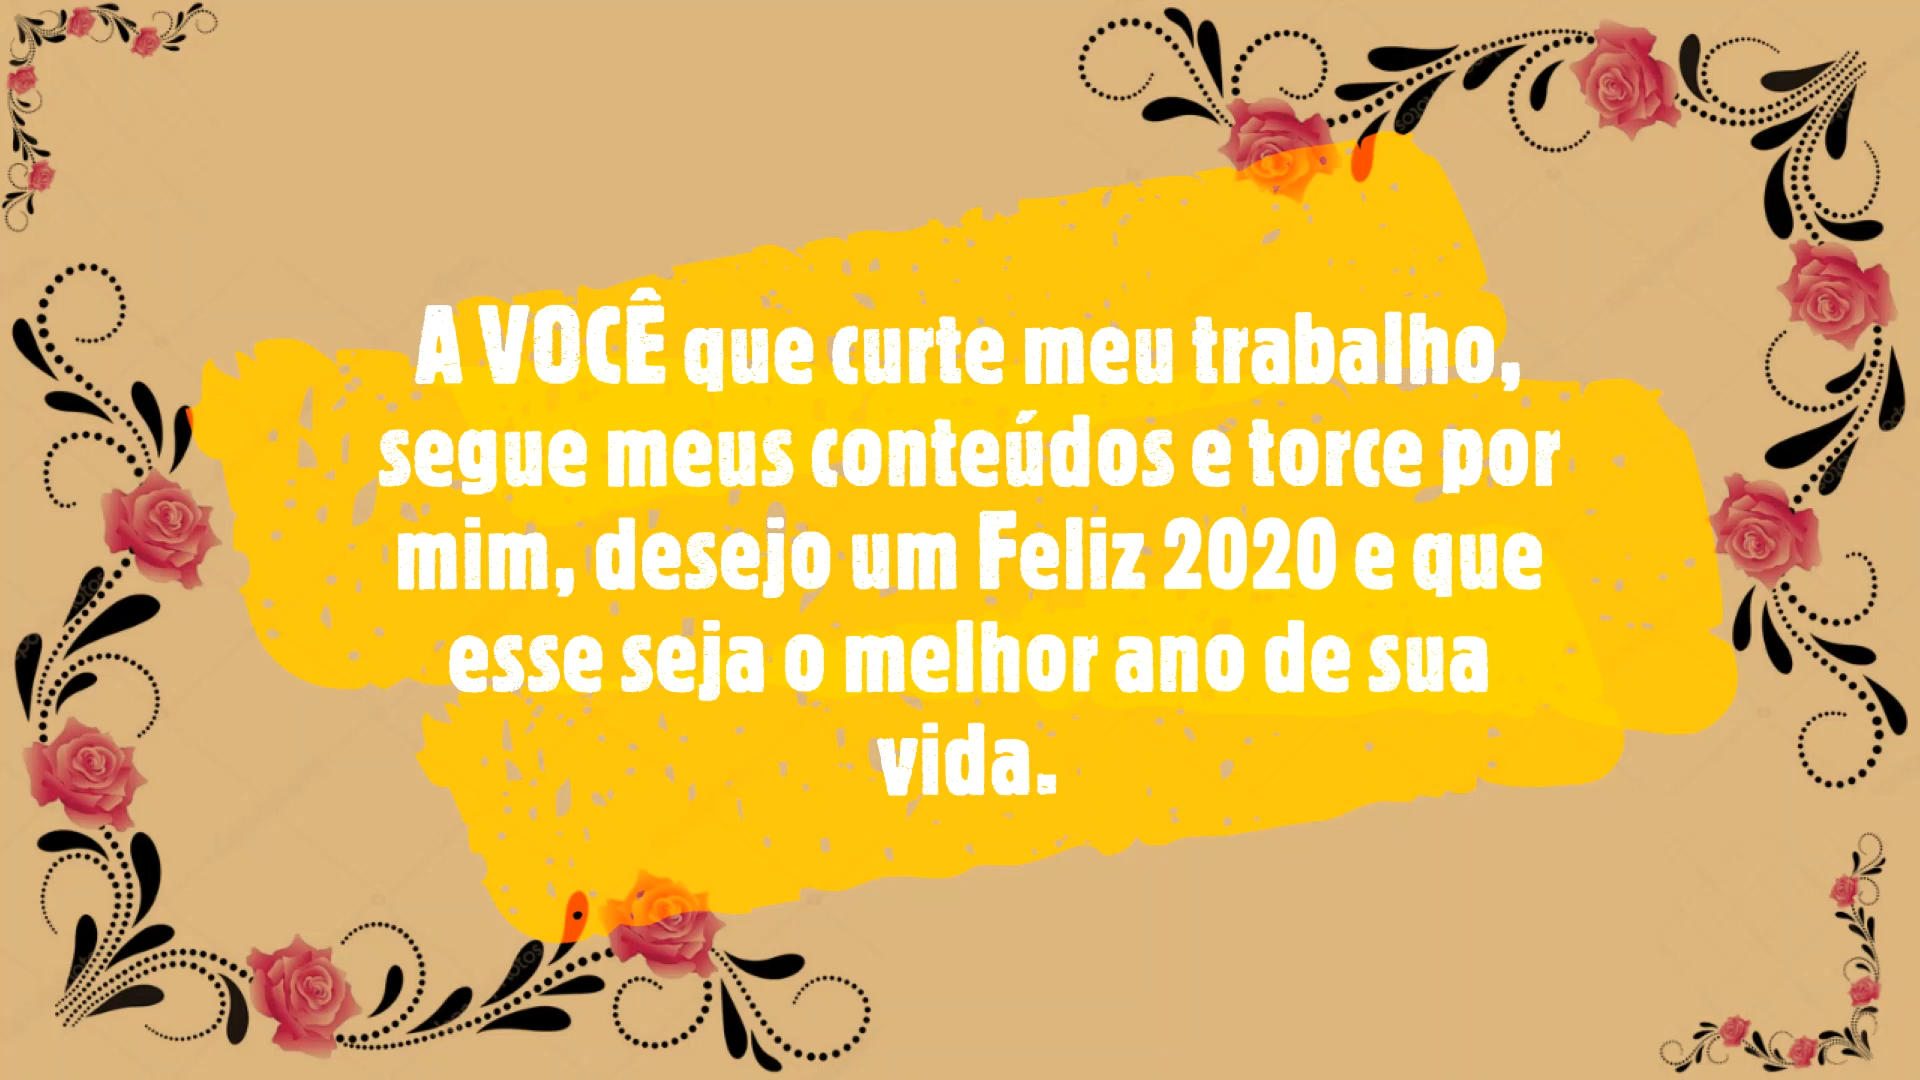 A VOCÊ que curte meu trabalho,
segue meus conteúdos e torce por
mim, desejo um Feliz 2020 e que
esse seja o melhor ano de sua
vida.